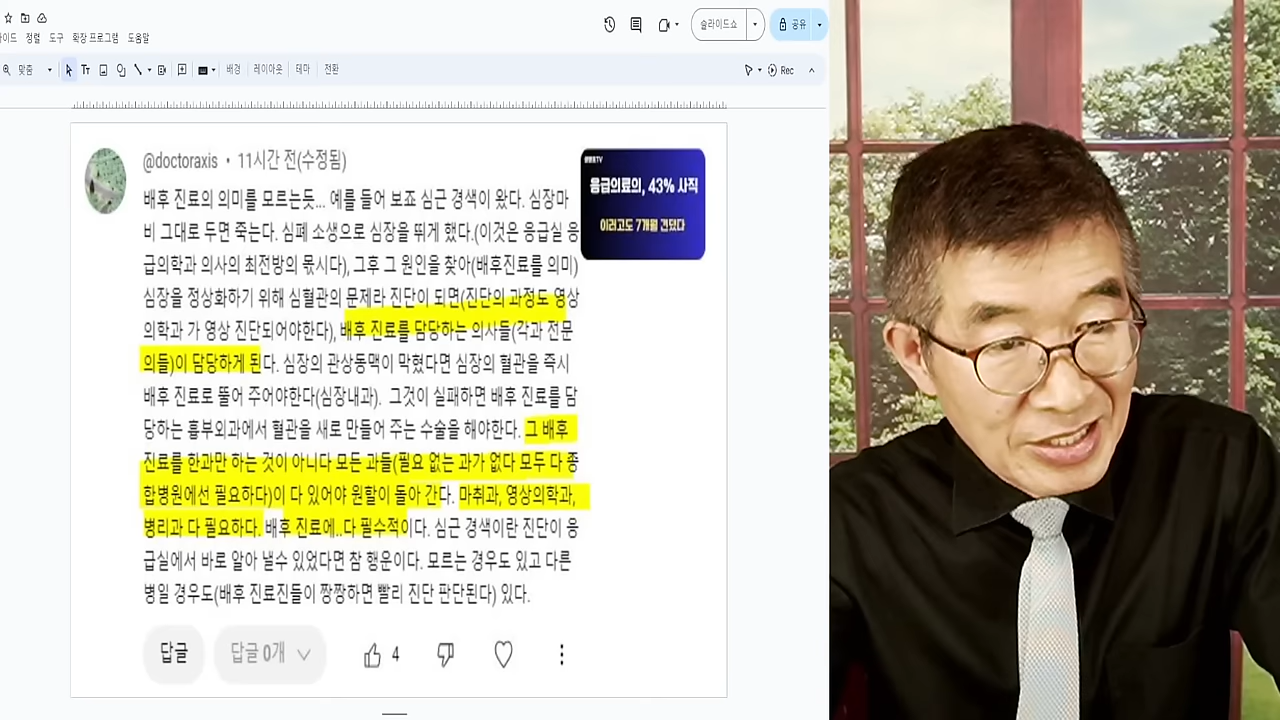 이드 정렬 도구 확장 프로그램 도움말
슬라이드쇼
공유
맞춤
배경 레이아웃 테마 전환
Rec
@doctoraxis • 11시간 전(수정됨)
배후 진료의 의미를 모르는듯... 예를 들어 보죠 심근 경색이 왔다. 심장마
비 그대로 두면 죽는다. 심폐 소생으로 심장을 뛰게 했다.(이것은 응급실 응
급의학과 의사의 최전방의 몫시다), 그후 그 원인을 찾아(배후진료를 의미)
심장을 정상화하기 위해 심혈관의 문제라 진단이 되면(진단의 과정도 영상
의학과 가 영상 진단되어야한다), 배후 진료를 담당하는 의사들(각과 전문
의들)이 담당하게 된다. 심장의 관상동맥이 막혔다면 심장의 혈관을 즉시
배후 진료로 뚫어 주어야한다(심장내과). 그것이 실패하면 배후 진료를 담
당하는 흉부외과에서 혈관을 새로 만들어 주는 수술을 해야한다. 그 배후
진료를 한과만 하는 것이 아니다 모든 과들(필요 없는 과가 없다 모두 다 종
합병원에선 필요하다)이 다 있어야 원할이 돌아 간다. 마취과, 영상의학과,
병리과 다 필요하다. 배후 진료에..다 필수적이다. 심근 경색이란 진단이 응
급실에서 바로 알아 낼수 있었다면 참 행운이다. 모르는 경우도 있고 다른
병일 경우도(배후 진료진들이 짱짱하면 빨리 진단 판단된다) 있다.
응급의료의, 43% 사직
이러고도 7개월 견뎠다
답글 답글 0개 4